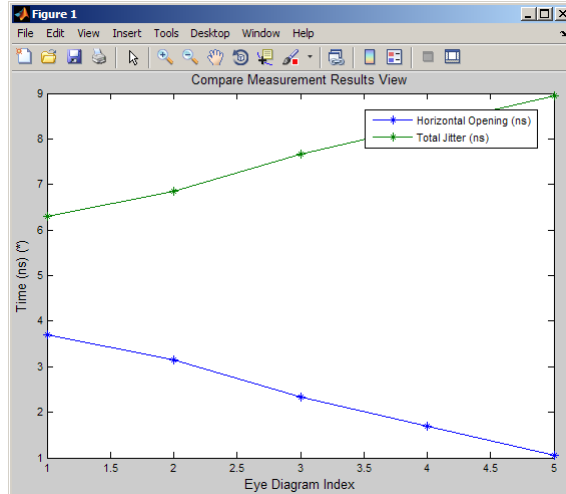 Figure 1
File Edit View Insert Tools Desktop Window Help
Compare Measurement Results View
9
8
7
6
5
4
3
2
1
Time (ns) (*)
Horizontal Opening (ns)
Total Jitter (ns)
1 1.5 2 2.5 3 3.5 4 4.5 5
Eye Diagram Index